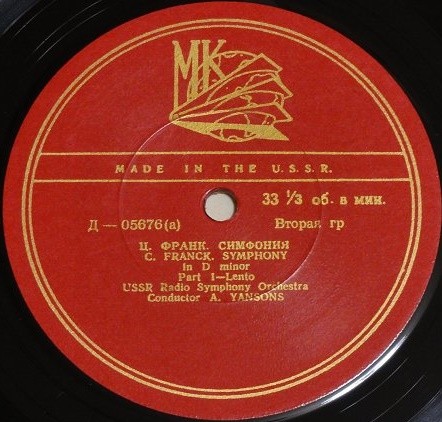 МК
MADE IN THE U.S.S.R.
33 ⅓ об. в мин.
Д — 05676(а) Вторая гр
Ц. ФРАНК. СИМФОНИЯ
C. FRANCK. SYMPHONY
in D minor
Part I—Lento
USSR Radio Symphony Orchestra
Conductor A. YANSONS